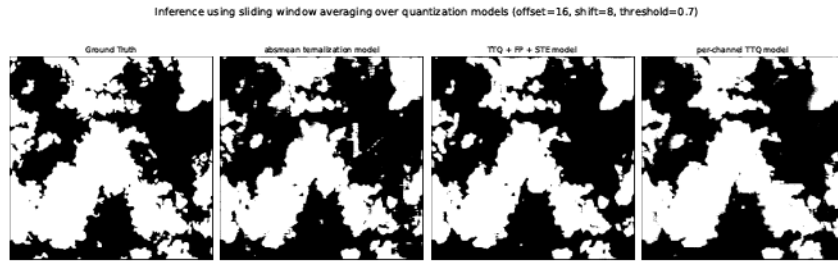 Inference using sliding window averaging over quantization models (offset=16, shift=8, threshold=0.7)
Ground Truth
absmean ternalization model
TTQ + FP + STE model
per-channel TTQ model